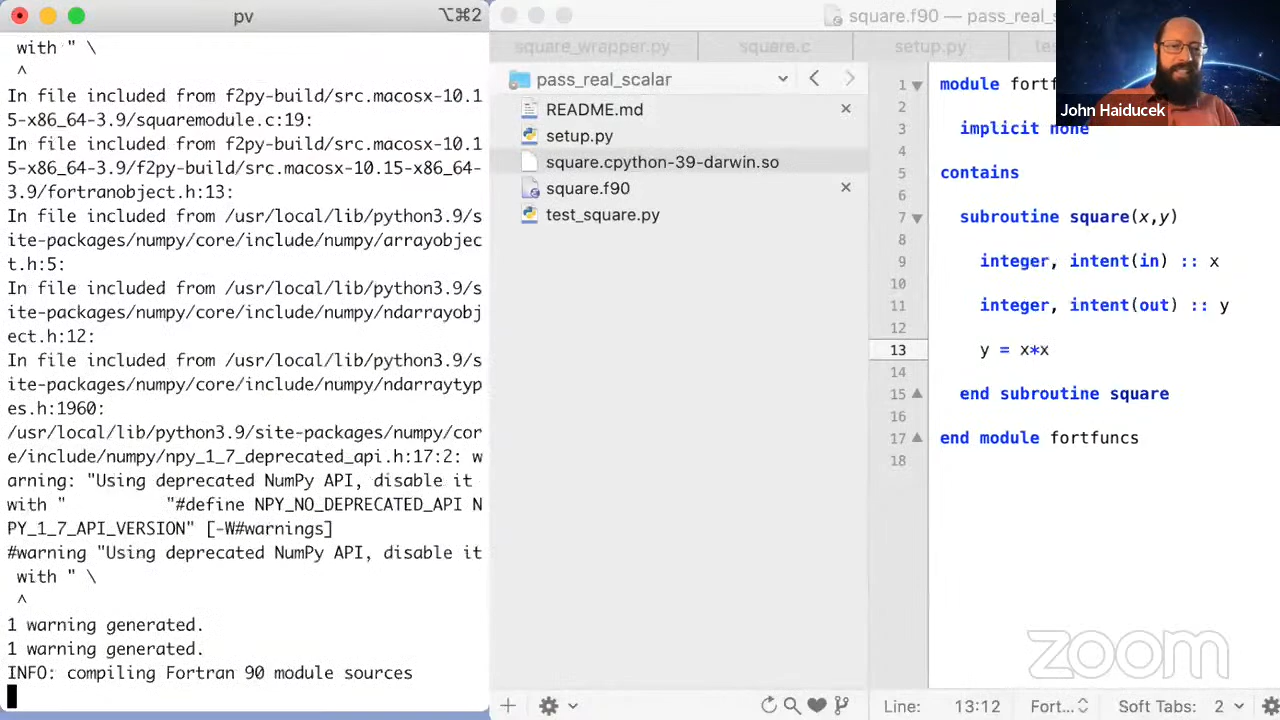 pv
⌥⌘2
with " \
^
In file included from f2py-build/src.macosx-10.1
5-x86_64-3.9/squaremodule.c:19:
In file included from f2py-build/src.macosx-10.1
5-x86_64-3.9/f2py-build/src.macosx-10.15-x86_64-
3.9/fortranobject.h:13:
In file included from /usr/local/lib/python3.9/s
ite-packages/numpy/core/include/numpy/arrayobjec
t.h:5:
In file included from /usr/local/lib/python3.9/s
ite-packages/numpy/core/include/numpy/ndarrayobj
ect.h:12:
In file included from /usr/local/lib/python3.9/s
ite-packages/numpy/core/include/numpy/ndarraytyp
es.h:1960:
/usr/local/lib/python3.9/site-packages/numpy/cor
e/include/numpy/npy_1_7_deprecated_api.h:17:2: w
arning: "Using deprecated NumPy API, disable it
with "          "#define NPY_NO_DEPRECATED_API N
PY_1_7_API_VERSION" [-W#warnings]
#warning "Using deprecated NumPy API, disable it
with " \
^
1 warning generated.
1 warning generated.
INFO: compiling Fortran 90 module sources
square.f90 — pass_real_
square_wrapper.py
square.c
setup.py
te
pass_real_scalar
README.md
setup.py
square.cpython-39-darwin.so
square.f90
test_square.py
1 module fortf
2
3 implicit none
4
5 contains
6
7 subroutine square(x,y)
8
9 integer, intent(in) :: x
10
11 integer, intent(out) :: y
12
13 y = x*x
14
15 end subroutine square
16
17 end module fortfuncs
18
John Haiducek
zoom
Line: 13:12
Fort...
Soft Tabs: 2